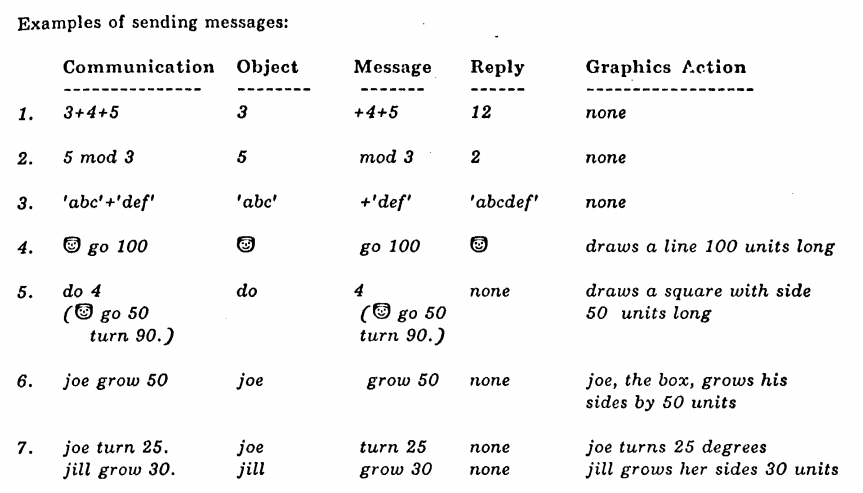 Examples of sending messages:
Communication Object Message Reply Graphics Action
1. 3+4+5 3 +4+5 12 none
2. 5 mod 3 5 mod 3 2 none
3. 'abc'+'def' 'abc' +'def' 'abcdef' none
4. go 100 go 100 draws a line 100 units long
5. do 4 do 4 none draws a square with side
( go 50 ( go 50 50 units long
turn 90.) turn 90.)
6. joe grow 50 joe grow 50 none joe, the box, grows his
sides by 50 units
7. joe turn 25. joe turn 25 none joe turns 25 degrees
jill grow 30. jill grow 30 none jill grows her sides 30 units